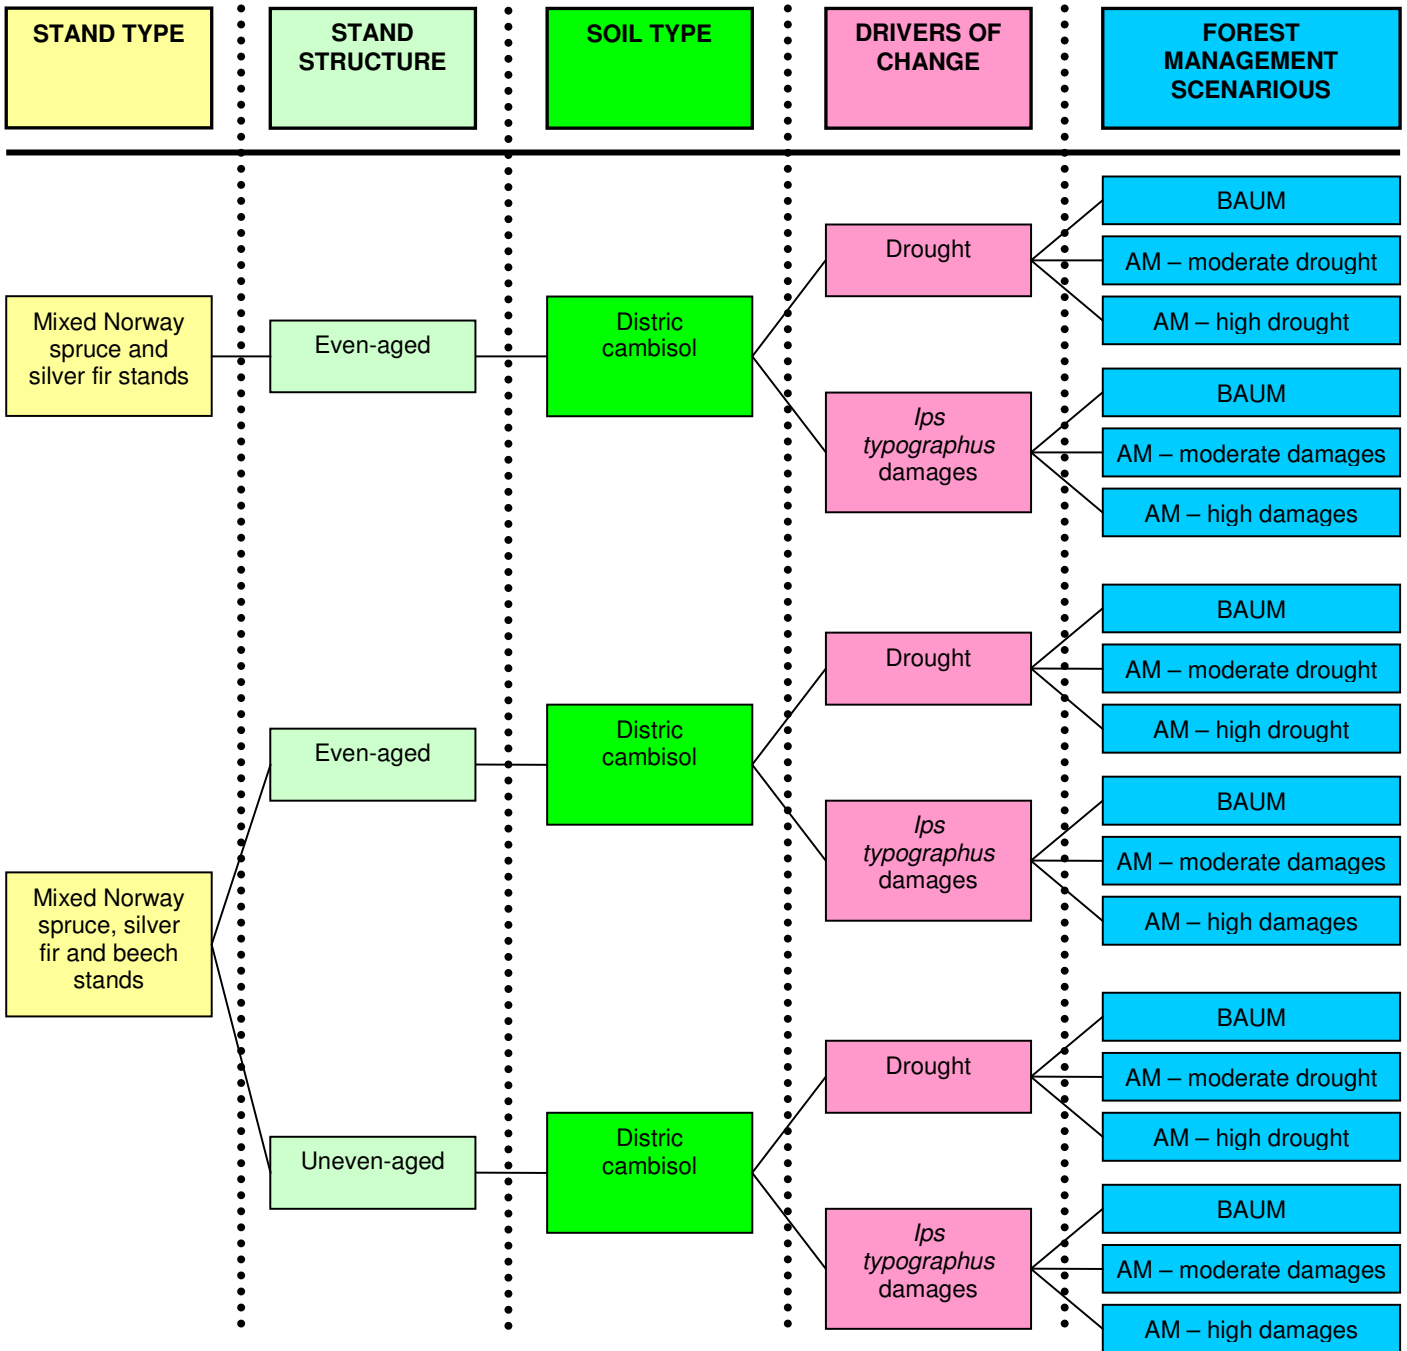 STAND TYPE
STAND
STRUCTURE
SOIL TYPE
DRIVERS OF
CHANGE
FOREST
MANAGEMENT
SCENARIOUS
Mixed Norway
spruce and
silver fir stands
Even-aged
Distric
cambisol
Drought
BAUM
AM – moderate drought
AM – high drought
Ips
typographus
damages
BAUM
AM – moderate damages
AM – high damages
Mixed Norway
spruce, silver
fir and beech
stands
Even-aged
Distric
cambisol
Drought
BAUM
AM – moderate drought
AM – high drought
Ips
typographus
damages
BAUM
AM – moderate damages
AM – high damages
Uneven-aged
Distric
cambisol
Drought
BAUM
AM – moderate drought
AM – high drought
Ips
typographus
damages
BAUM
AM – moderate damages
AM – high damages